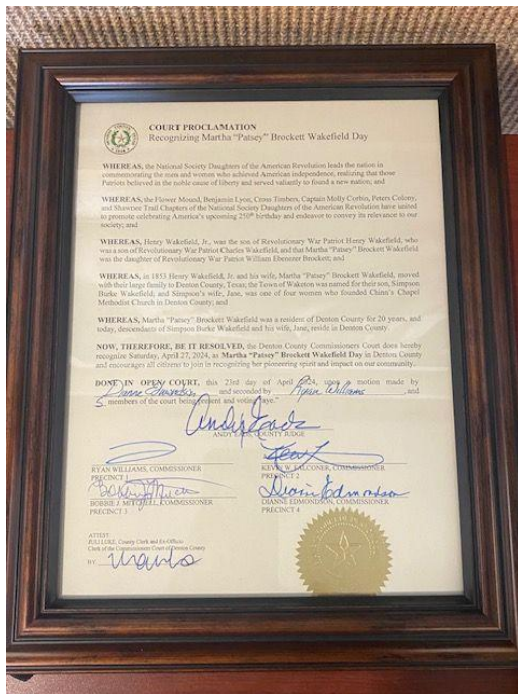 COURT PROCLAMATION
Recognizing Martha "Patsey" Brockett Wakefield Day
WHEREAS, the National Society Daughters of the American Revolution leads the nation in
commemorating the men and women who achieved American independence, realizing that those
Patriots believed in the noble cause of liberty and served valiantly to found a new nation; and
WHEREAS, the Flower Mound, Benjamin Lyon, Cross Timbers, Captain Molly Corbin, Peters Colony,
and Shawnee Trail Chapters of the National Society Daughters of the American Revolution have united
to promote celebrating America's upcoming 250th birthday and endeavor to convey its relevance to our
society; and
WHEREAS, Henry Wakefield, Jr., was the son of Revolutionary War Patriot Henry Wakefield, who
was a son of Revolutionary War Patriot Charles Wakefield, and that Martha "Patsey" Brockett Wakefield
was the daughter of Revolutionary War Patriot William Ebenezer Brockett; and
WHEREAS, in 1853 Henry Wakefield, Jr. and his wife, Martha "Patsey" Brockett Wakefield, moved
with their large family to Denton County, Texas; the Town of Waketon was named for their son, Simpson
Burke Wakefield; and Simpson's wife, Jane, was one of four women who founded Chinn's Chapel
Methodist Church in Denton County; and
WHEREAS, Martha "Patsey" Brockett Wakefield was a resident of Denton County for 20 years, and
today, descendants of Simpson Burke Wakefield and his wife, Jane, reside in Denton County.
NOW, THEREFORE, BE IT RESOLVED, the Denton County Commissioners Court does hereby
recognize Saturday, April 27, 2024, as Martha "Patsey" Brockett Wakefield Day in Denton County
and encourages all citizens to join in recognizing her pioneering spirit and impact on our community.
DONE IN OPEN COURT, this 23rd day of April 2024, upon a motion made by
Dianne Edmondson and seconded by Ryan Williams, and
5 members of the court being present and voting "aye."
Andy Eads
ANDY EADS, COUNTY JUDGE
RYAN WILLIAMS, COMMISSIONER
PRECINCT 1
KEVIN W. FALCONER, COMMISSIONER
PRECINCT 2
Bobbie J. Mitchell
BOBBIE J. MITCHELL, COMMISSIONER
PRECINCT 3
Dianne Edmondson
DIANNE EDMONDSON, COMMISSIONER
PRECINCT 4
ATTEST:
JULI LUKE, County Clerk and Ex-Officio
Clerk of the Commissioners Court of Denton County
BY